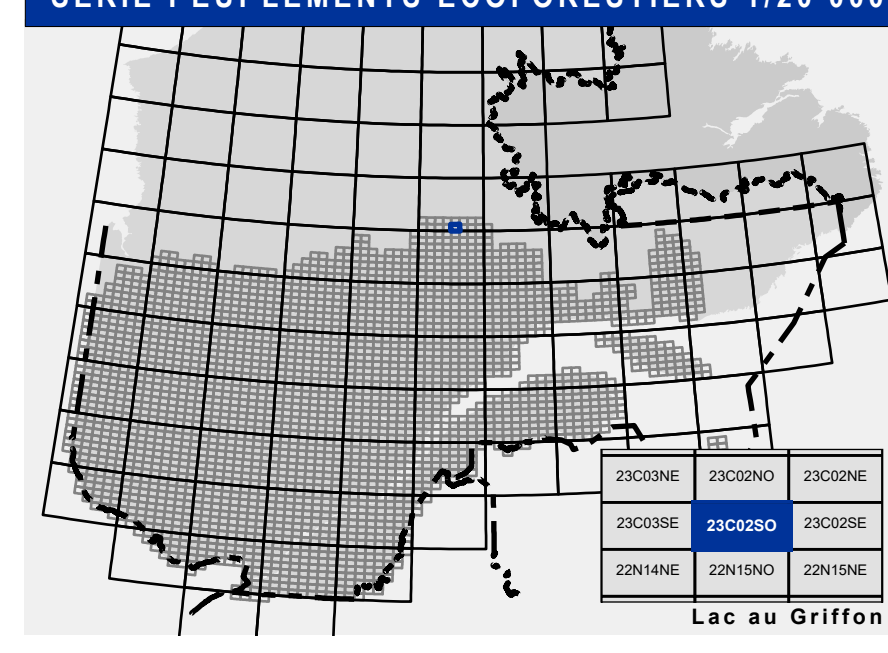 SÉRIE PEUPLEMENTS ÉCOFORESTIERS 1/20 000
23C03NE 23C02NO 23C02NE
23C03SE 23C02SO 23C02SE
22N14NE 22N15NO 22N15NE
Lac au Griffon